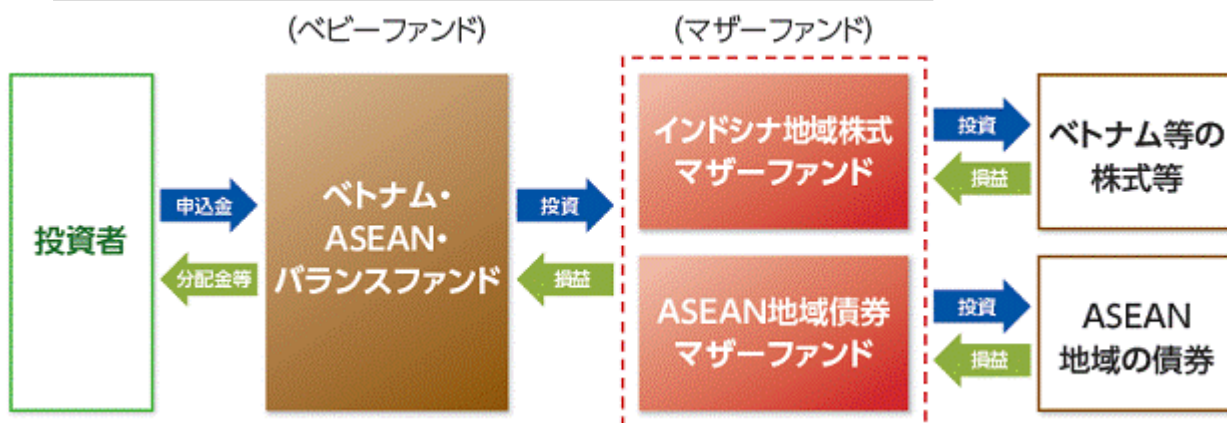 (ベビーファンド)
(マザーファンド)
投資者
申込金
分配金等
ベトナム・
ASEAN・
バランスファンド
投資
損益
インドシナ地域株式
マザーファンド
ASEAN地域債券
マザーファンド
投資
損益
ベトナム等の
株式等
投資
損益
ASEAN
地域の債券